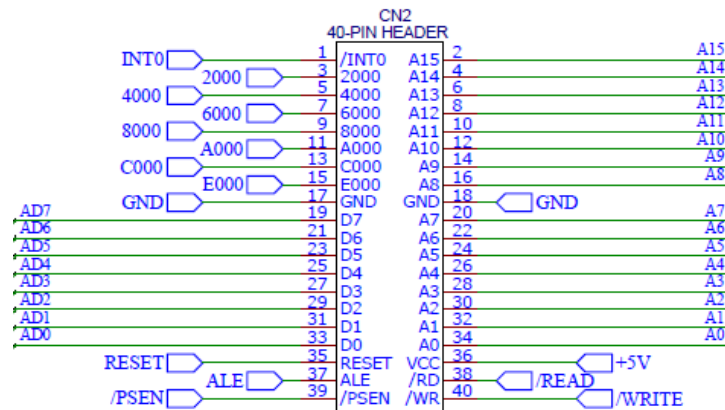 CN2
40-PIN HEADER
INT0 1 /INT0 A15 2 A15
2000 3 2000 A14 4 A14
4000 5 4000 A13 6 A13
6000 7 6000 A12 8 A12
8000 9 8000 A11 10 A11
A000 11 A000 A10 12 A10
C000 13 C000 A9 14 A9
E000 15 E000 A8 16 A8
GND 17 GND GND 18 GND
AD7 19 D7 A7 20 A7
AD6 21 D6 A6 22 A6
AD5 23 D5 A5 24 A5
AD4 25 D4 A4 26 A4
AD3 27 D3 A3 28 A3
AD2 29 D2 A2 30 A2
AD1 31 D1 A1 32 A1
AD0 33 D0 A0 34 A0
RESET 35 RESET VCC 36 +5V
ALE 37 ALE /RD 38 /READ
/PSEN 39 /PSEN /WR 40 /WRITE